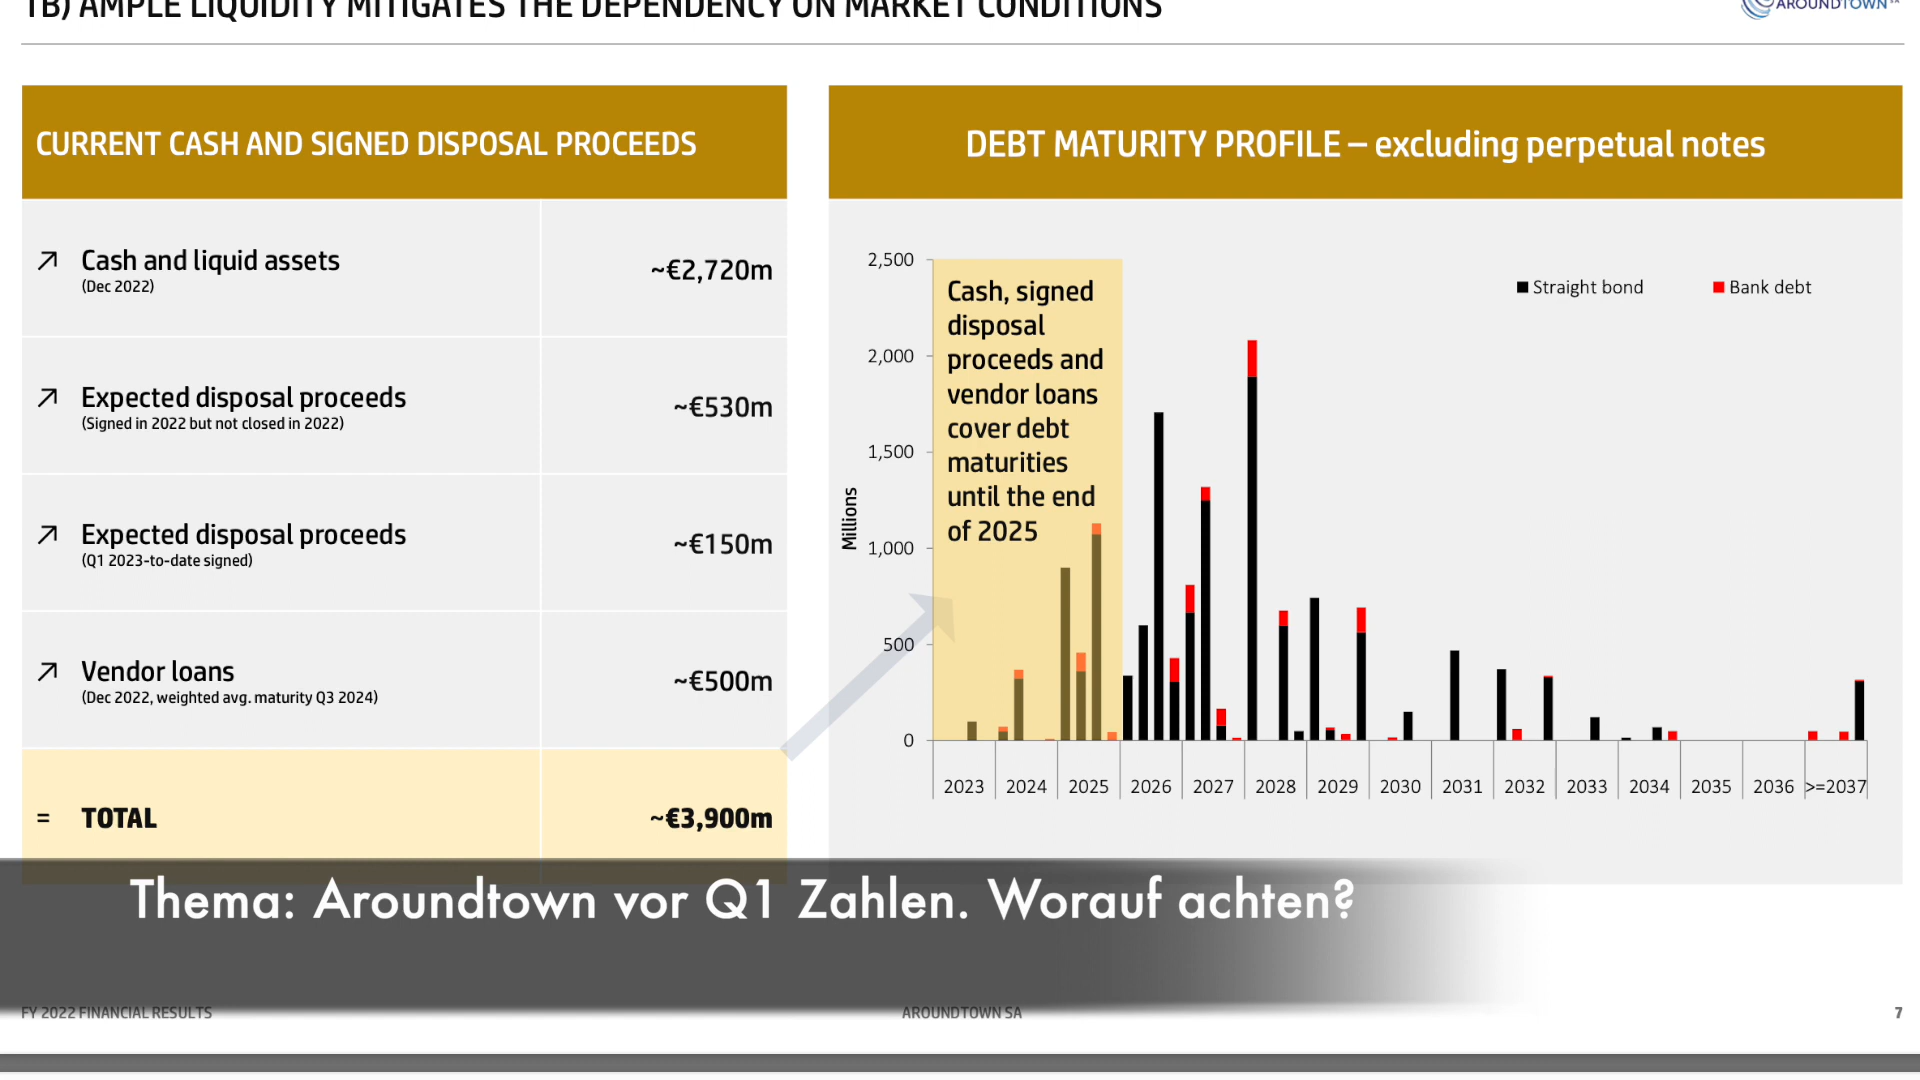 1B) AMPLE LIQUIDITY MITIGATES THE DEPENDENCY ON MARKET CONDITIONS
AROUNDTOWN SA
CURRENT CASH AND SIGNED DISPOSAL PROCEEDS
Cash and liquid assets
(Dec 2022)
~€2,720m
Expected disposal proceeds
(Signed in 2022 but not closed in 2022)
~€530m
Expected disposal proceeds
(Q1 2023-to-date signed)
~€150m
Vendor loans
(Dec 2022, weighted avg. maturity Q3 2024)
~€500m
= TOTAL
~€3,900m
DEBT MATURITY PROFILE – excluding perpetual notes
2,500
2,000
1,500
1,000
500
0
Millions
Cash, signed
disposal
proceeds and
vendor loans
cover debt
maturities
until the end
of 2025
Straight bond
Bank debt
2023 2024 2025 2026 2027 2028 2029 2030 2031 2032 2033 2034 2035 2036 >=2037
Thema: Aroundtown vor Q1 Zahlen. Worauf achten?
FY 2022 FINANCIAL RESULTS
AROUNDTOWN SA
7